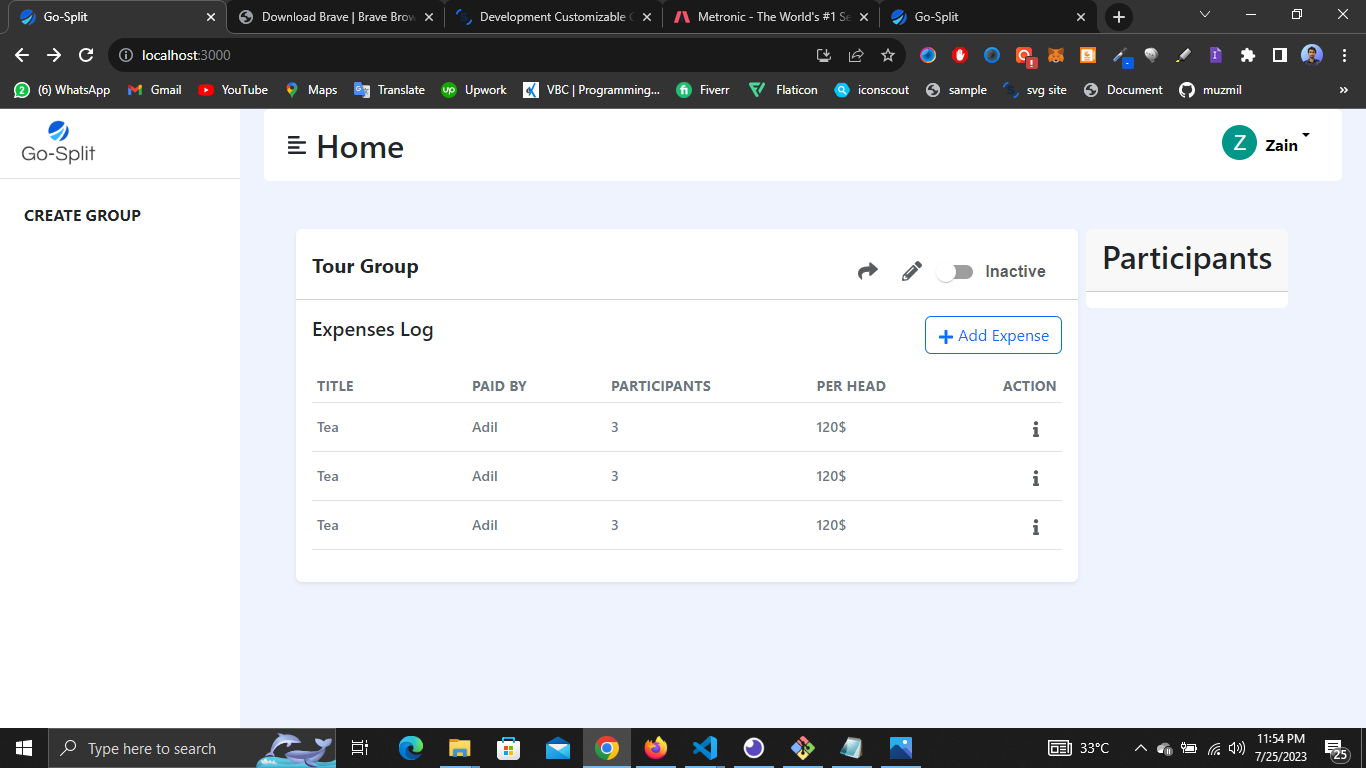 Go-Split
Download Brave | Brave Brow
Development Customizable
Metronic - The World's #1 Se
Go-Split
localhost:3000
(6) WhatsApp
Gmail
YouTube
Maps
Translate
Upwork
VBC | Programming...
Fiverr
Flaticon
iconscout
sample
svg site
Document
muzmil
»
Go-Split
Home
Z
Zain
CREATE GROUP
Tour Group
Inactive
Participants
Expenses Log
Add Expense
TITLE PAID BY PARTICIPANTS PER HEAD ACTION
Tea Adil 3 120$
Tea Adil 3 120$
Tea Adil 3 120$
Type here to search
33°C
11:54 PM
7/25/2023
25